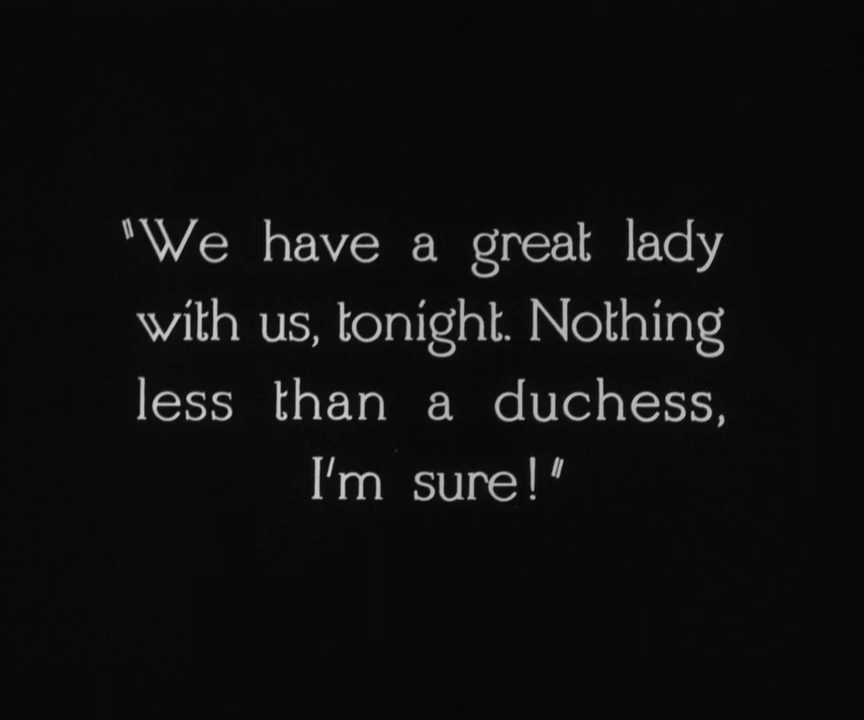 "We have a great lady
with us, tonight. Nothing
less than a duchess,
I'm sure!"